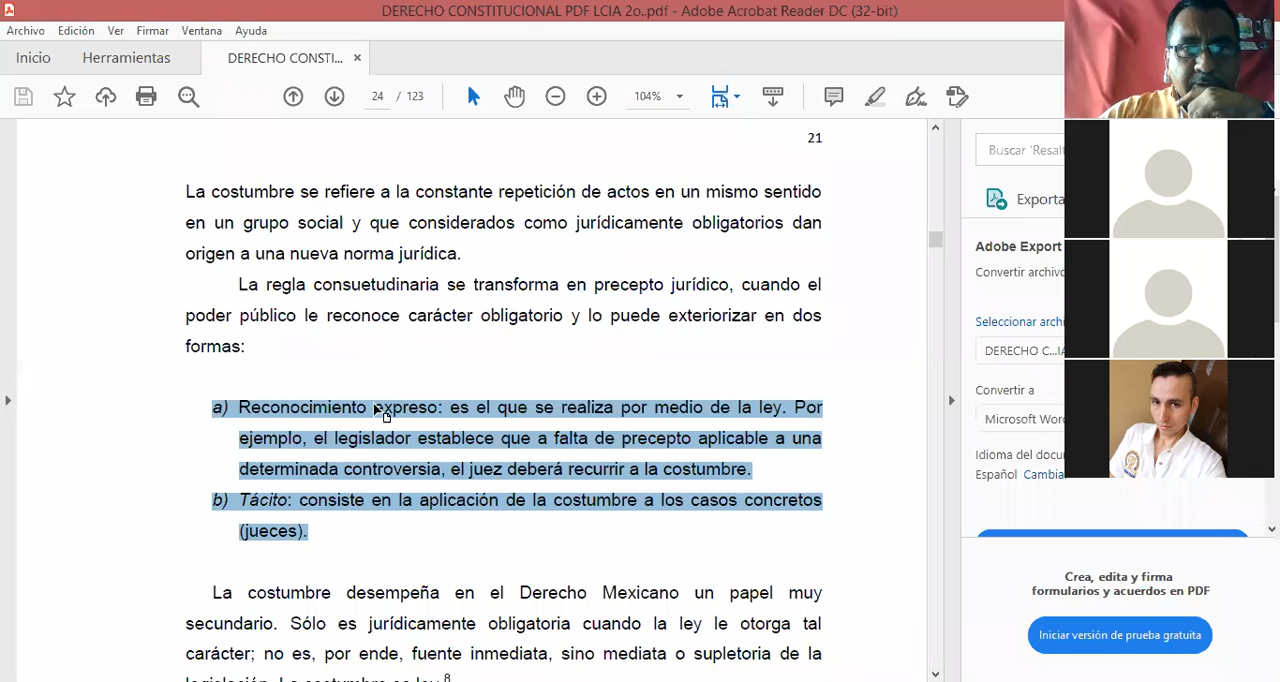 DERECHO CONSTITUCIONAL PDF LCIA 2o..pdf - Adobe Acrobat Reader DC (32-bit)
Archivo Edición Ver Firmar Ventana Ayuda
Inicio Herramientas DERECHO CONSTI... ×
24 / 123 104%
21
La costumbre se refiere a la constante repetición de actos en un mismo sentido
en un grupo social y que considerados como jurídicamente obligatorios dan
origen a una nueva norma jurídica.
La regla consuetudinaria se transforma en precepto jurídico, cuando el
poder público le reconoce carácter obligatorio y lo puede exteriorizar en dos
formas:
a) Reconocimiento expreso: es el que se realiza por medio de la ley. Por
ejemplo, el legislador establece que a falta de precepto aplicable a una
determinada controversia, el juez deberá recurrir a la costumbre.
b) Tácito: consiste en la aplicación de la costumbre a los casos concretos
(jueces).
La costumbre desempeña en el Derecho Mexicano un papel muy
secundario. Sólo es jurídicamente obligatoria cuando la ley le otorga tal
carácter; no es, por ende, fuente inmediata, sino mediata o supletoria de la
legislación. La costumbre es ley.8
Buscar 'Resalt
Exporta
Adobe Export
Convertir archivo
Seleccionar archi
DERECHO C...IA
Convertir a
Microsoft Word
Idioma del docu
Español Cambia
Crea, edita y firma
formularios y acuerdos en PDF
Iniciar versión de prueba gratuita